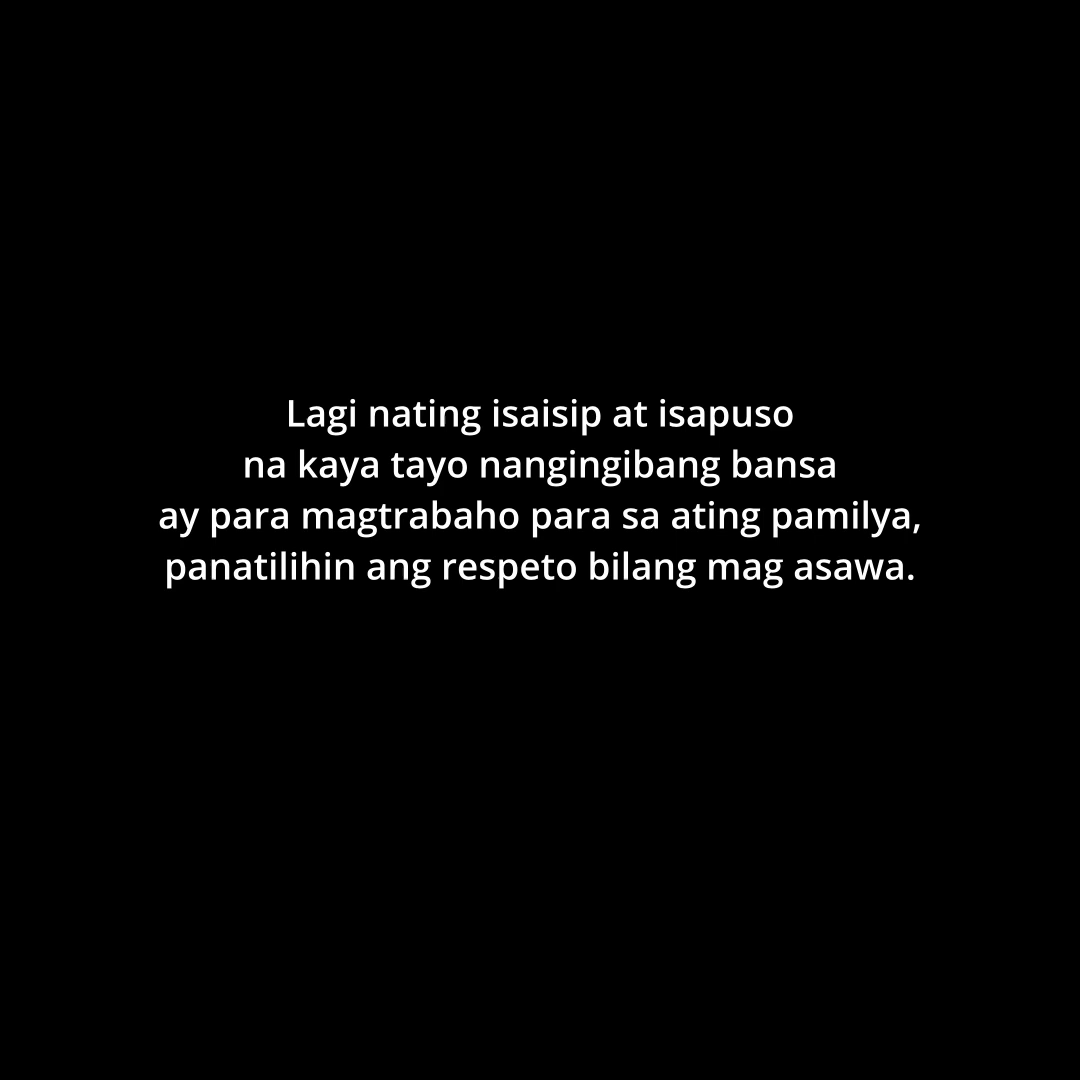 Lagi nating isaisip at isapuso
na kaya tayo nangingibang bansa
ay para magtrabaho para sa ating pamilya,
panatilihin ang respeto bilang mag asawa.